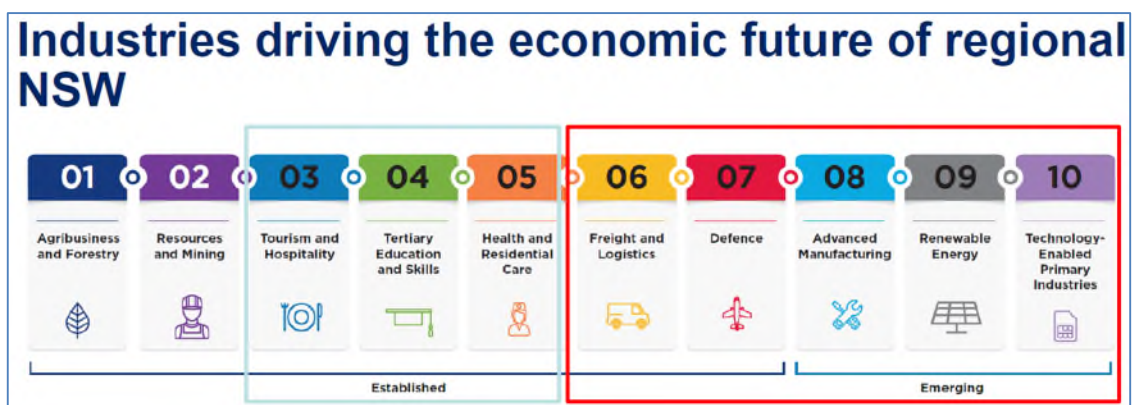 Industries driving the economic future of regional
NSW
01 02 03 04 05 06 07 08 09 10
Agribusiness
and Forestry
Resources
and Mining
Tourism and
Hospitality
Tertiary
Education
and Skills
Health and
Residential
Care
Freight and
Logistics
Defence
Advanced
Manufacturing
Renewable
Energy
Technology-
Enabled
Primary
Industries
Established
Emerging